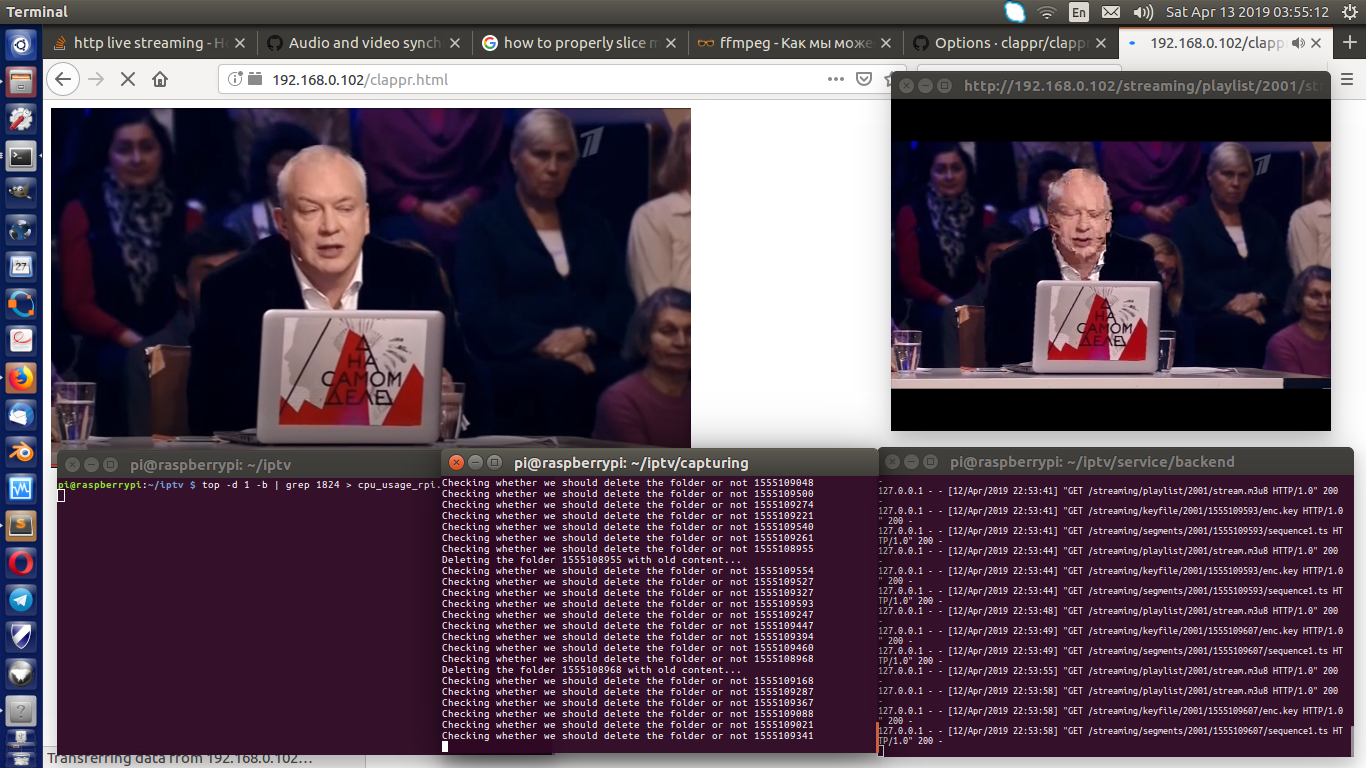 Terminal
En
Sat Apr 13 2019 03:55:12
http live streaming - H
Audio and video synch
how to properly slice m
ffmpeg - Как мы може
Options · clappr/clapp
192.168.0.102/clapp
192.168.0.102/clappr.html
http://192.168.0.102/streaming/playlist/2001/st
А
НА
САМОМ
ДЕЛЕ
А
НА
САМОМ
ДЕЛЕ
27
pi@raspberrypi: ~/iptv
pi@raspberrypi:~/iptv $ top -d 1 -b | grep 1824 > cpu_usage_rpi.
pi@raspberrypi: ~/iptv/capturing
Checking whether we should delete the folder or not 1555109048
Checking whether we should delete the folder or not 1555109500
Checking whether we should delete the folder or not 1555109274
Checking whether we should delete the folder or not 1555109221
Checking whether we should delete the folder or not 1555109540
Checking whether we should delete the folder or not 1555109261
Checking whether we should delete the folder or not 1555108955
Deleting the folder 1555108955 with old content...
Checking whether we should delete the folder or not 1555109554
Checking whether we should delete the folder or not 1555109527
Checking whether we should delete the folder or not 1555109327
Checking whether we should delete the folder or not 1555109593
Checking whether we should delete the folder or not 1555109247
Checking whether we should delete the folder or not 1555109447
Checking whether we should delete the folder or not 1555109394
Checking whether we should delete the folder or not 1555109460
Checking whether we should delete the folder or not 1555108968
Deleting the folder 1555108968 with old content...
Checking whether we should delete the folder or not 1555109168
Checking whether we should delete the folder or not 1555109287
Checking whether we should delete the folder or not 1555109367
Checking whether we should delete the folder or not 1555109088
Checking whether we should delete the folder or not 1555109021
Checking whether we should delete the folder or not 1555109341
pi@raspberrypi: ~/iptv/service/backend
-
127.0.0.1 - - [12/Apr/2019 22:53:41] "GET /streaming/playlist/2001/stream.m3u8 HTTP/1.0" 200
-
127.0.0.1 - - [12/Apr/2019 22:53:41] "GET /streaming/keyfile/2001/1555109593/enc.key HTTP/1.0
" 200 -
127.0.0.1 - - [12/Apr/2019 22:53:41] "GET /streaming/segments/2001/1555109593/sequence1.ts HT
TP/1.0" 200 -
127.0.0.1 - - [12/Apr/2019 22:53:44] "GET /streaming/playlist/2001/stream.m3u8 HTTP/1.0" 200
-
127.0.0.1 - - [12/Apr/2019 22:53:44] "GET /streaming/keyfile/2001/1555109593/enc.key HTTP/1.0
" 200 -
127.0.0.1 - - [12/Apr/2019 22:53:44] "GET /streaming/segments/2001/1555109593/sequence1.ts HT
TP/1.0" 200 -
127.0.0.1 - - [12/Apr/2019 22:53:48] "GET /streaming/playlist/2001/stream.m3u8 HTTP/1.0" 200
-
127.0.0.1 - - [12/Apr/2019 22:53:49] "GET /streaming/keyfile/2001/1555109607/enc.key HTTP/1.0
" 200 -
127.0.0.1 - - [12/Apr/2019 22:53:49] "GET /streaming/segments/2001/1555109607/sequence1.ts HT
TP/1.0" 200 -
127.0.0.1 - - [12/Apr/2019 22:53:55] "GET /streaming/playlist/2001/stream.m3u8 HTTP/1.0" 200
-
127.0.0.1 - - [12/Apr/2019 22:53:58] "GET /streaming/playlist/2001/stream.m3u8 HTTP/1.0" 200
-
127.0.0.1 - - [12/Apr/2019 22:53:58] "GET /streaming/keyfile/2001/1555109607/enc.key HTTP/1.0
" 200 -
127.0.0.1 - - [12/Apr/2019 22:53:58] "GET /streaming/segments/2001/1555109607/sequence1.ts HT
TP/1.0" 200 -
Transferring data from 192.168.0.102...